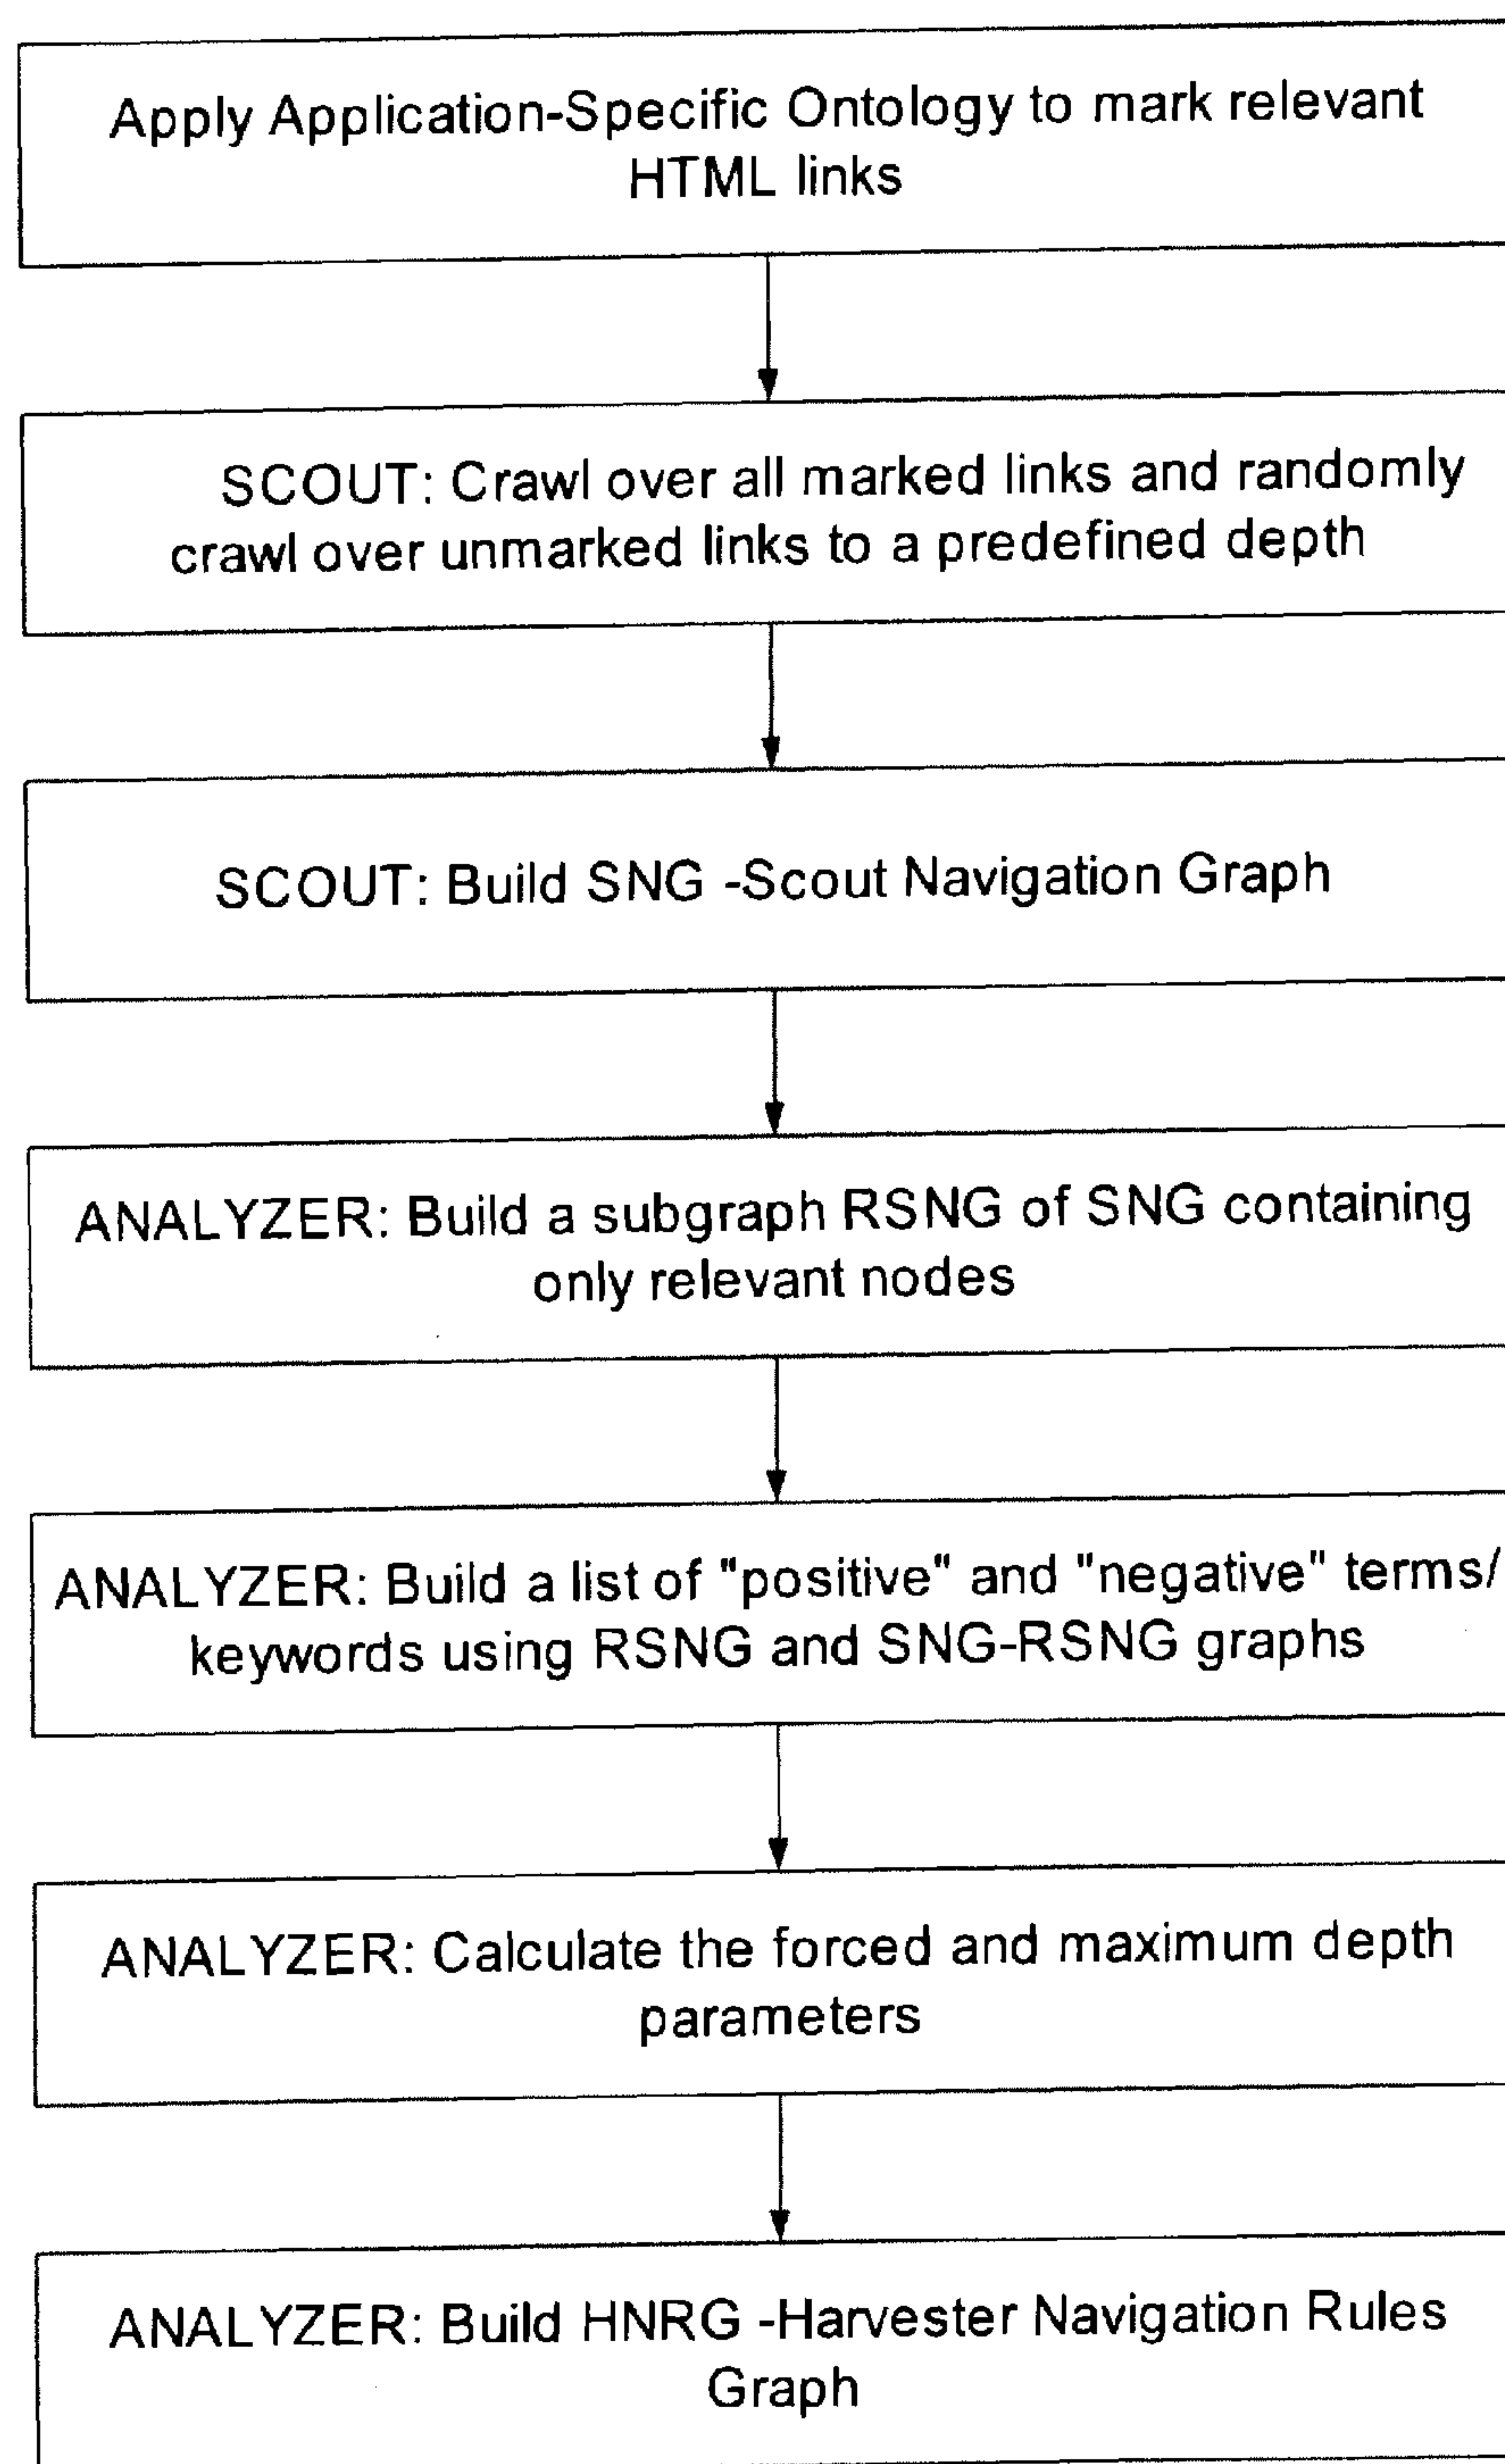 Apply Application-Specific Ontology to mark relevant
HTML links
SCOUT: Crawl over all marked links and randomly
crawl over unmarked links to a predefined depth
SCOUT: Build SNG -Scout Navigation Graph
ANALYZER: Build a subgraph RSNG of SNG containing
only relevant nodes
ANALYZER: Build a list of "positive" and "negative" terms/
keywords using RSNG and SNG-RSNG graphs
ANALYZER: Calculate the forced and maximum depth
parameters
ANALYZER: Build HNRG -Harvester Navigation Rules
Graph